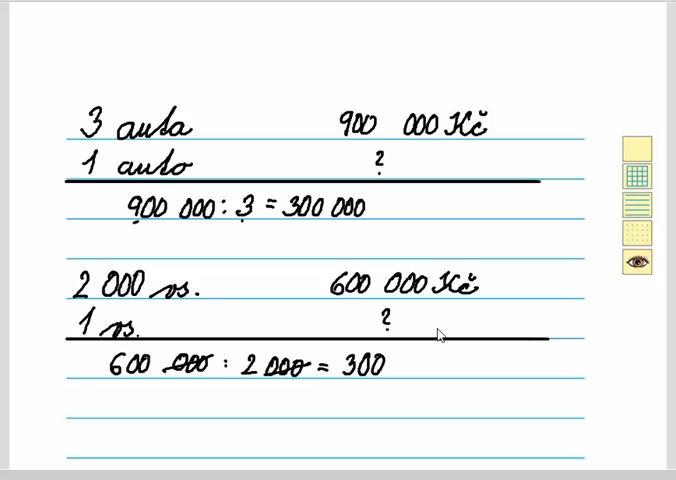 3 auta 900 000 Kč
1 auto ?
900 000 : 3 = 300 000
2 000 os. 600 000 Kč
1 os. ?
600 000 : 2 000 = 300